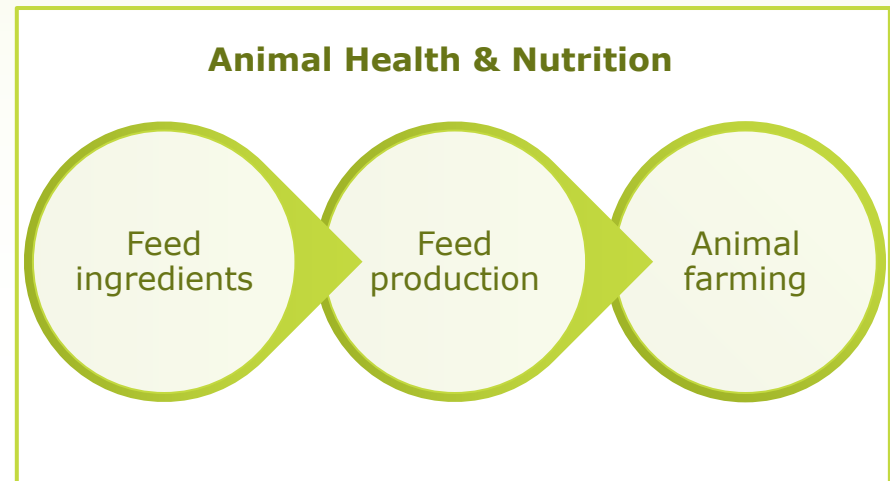 Animal Health & Nutrition
Feed
ingredients
Feed
production
Animal
farming